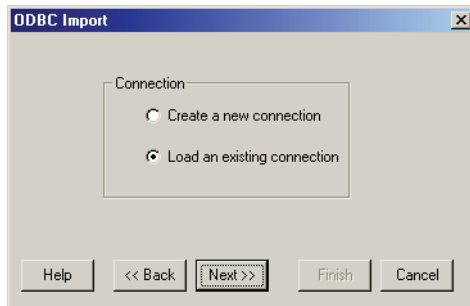 ODBC Import
Connection
Create a new connection
Load an existing connection
Help << Back Next >> Finish Cancel